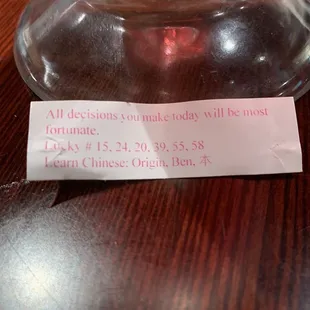 All decisions you make today will be most
fortunate.
Lucky # 15, 24, 20, 39, 55, 58
Learn Chinese: Origin, Ben, 本